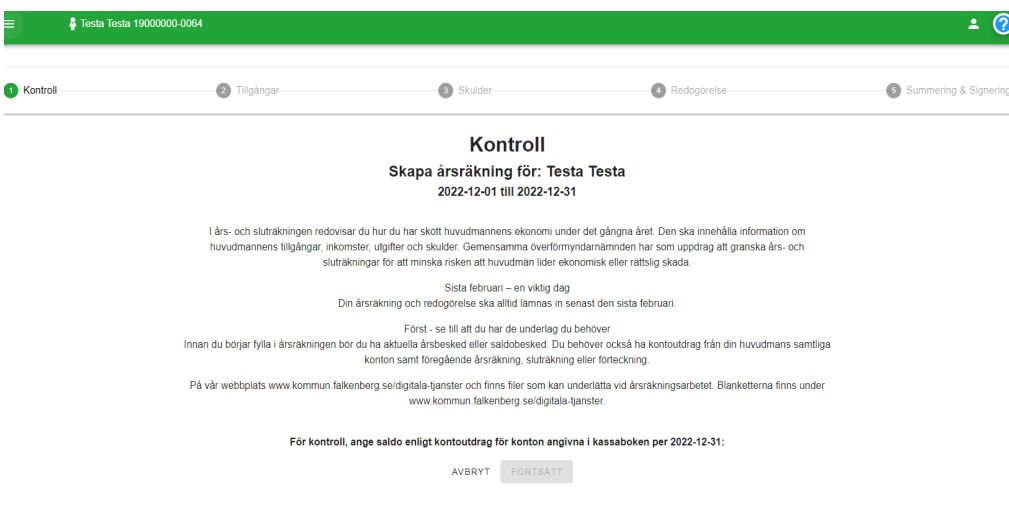 Testa Testa 19000000-0064
?
1 Kontroll
2 Tillgångar
3 Skulder
4 Redogörelse
5 Summering & Signering
Kontroll
Skapa årsräkning för: Testa Testa
2022-12-01 till 2022-12-31
I års- och sluträkningen redovisar du hur du har skött huvudmannens ekonomi under det gångna året. Den ska innehålla information om
huvudmannens tillgångar, inkomster, utgifter och skulder. Gemensamma överförmyndarnämnden har som uppdrag att granska års- och
sluträkningar för att minska risken att huvudmän lider ekonomisk eller rättslig skada.
Sista februari – en viktig dag
Din årsräkning och redogörelse ska alltid lämnas in senast den sista februari.
Först - se till att du har de underlag du behöver
Innan du börjar fylla i årsräkningen bör du ha aktuella årsbesked eller saldobesked. Du behöver också ha kontoutdrag från din huvudmans samtliga
konton samt föregående årsräkning, sluträkning eller förteckning.
På vår webbplats www.kommun.falkenberg.se/digitala-tjanster och finns filer som kan underlätta vid årsräkningsarbetet. Blanketterna finns under
www.kommun.falkenberg.se/digitala-tjanster.
För kontroll, ange saldo enligt kontoutdrag för konton angivna i kassaboken per 2022-12-31:
AVBRYT FORTSÄTT